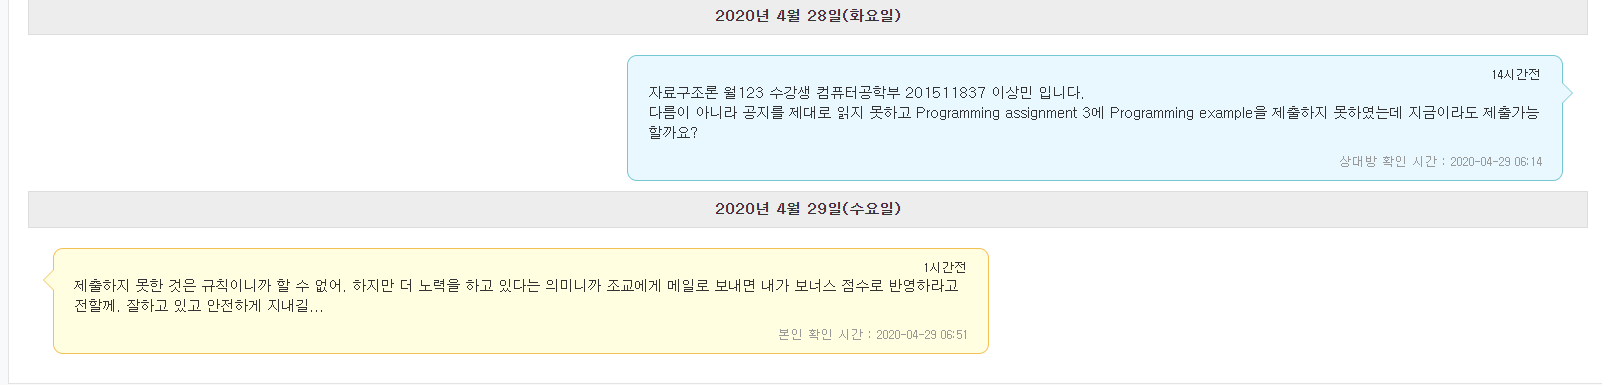 2020년 4월 28일(화요일)
14시간전
자료구조론 월123 수강생 컴퓨터공학부 201511837 이상민 입니다.
다름이 아니라 공지를 제대로 읽지 못하고 Programming assignment 3에 Programming example을 제출하지 못하였는데 지금이라도 제출가능
할까요?
상대방 확인 시간 : 2020-04-29 06:14
2020년 4월 29일(수요일)
1시간전
제출하지 못한 것은 규칙이니까 할 수 없어. 하지만 더 노력을 하고 있다는 의미니까 조교에게 메일로 보내면 내가 보너스 점수로 반영하라고
전할께. 잘하고 있고 안전하게 지내길...
본인 확인 시간 : 2020-04-29 06:51